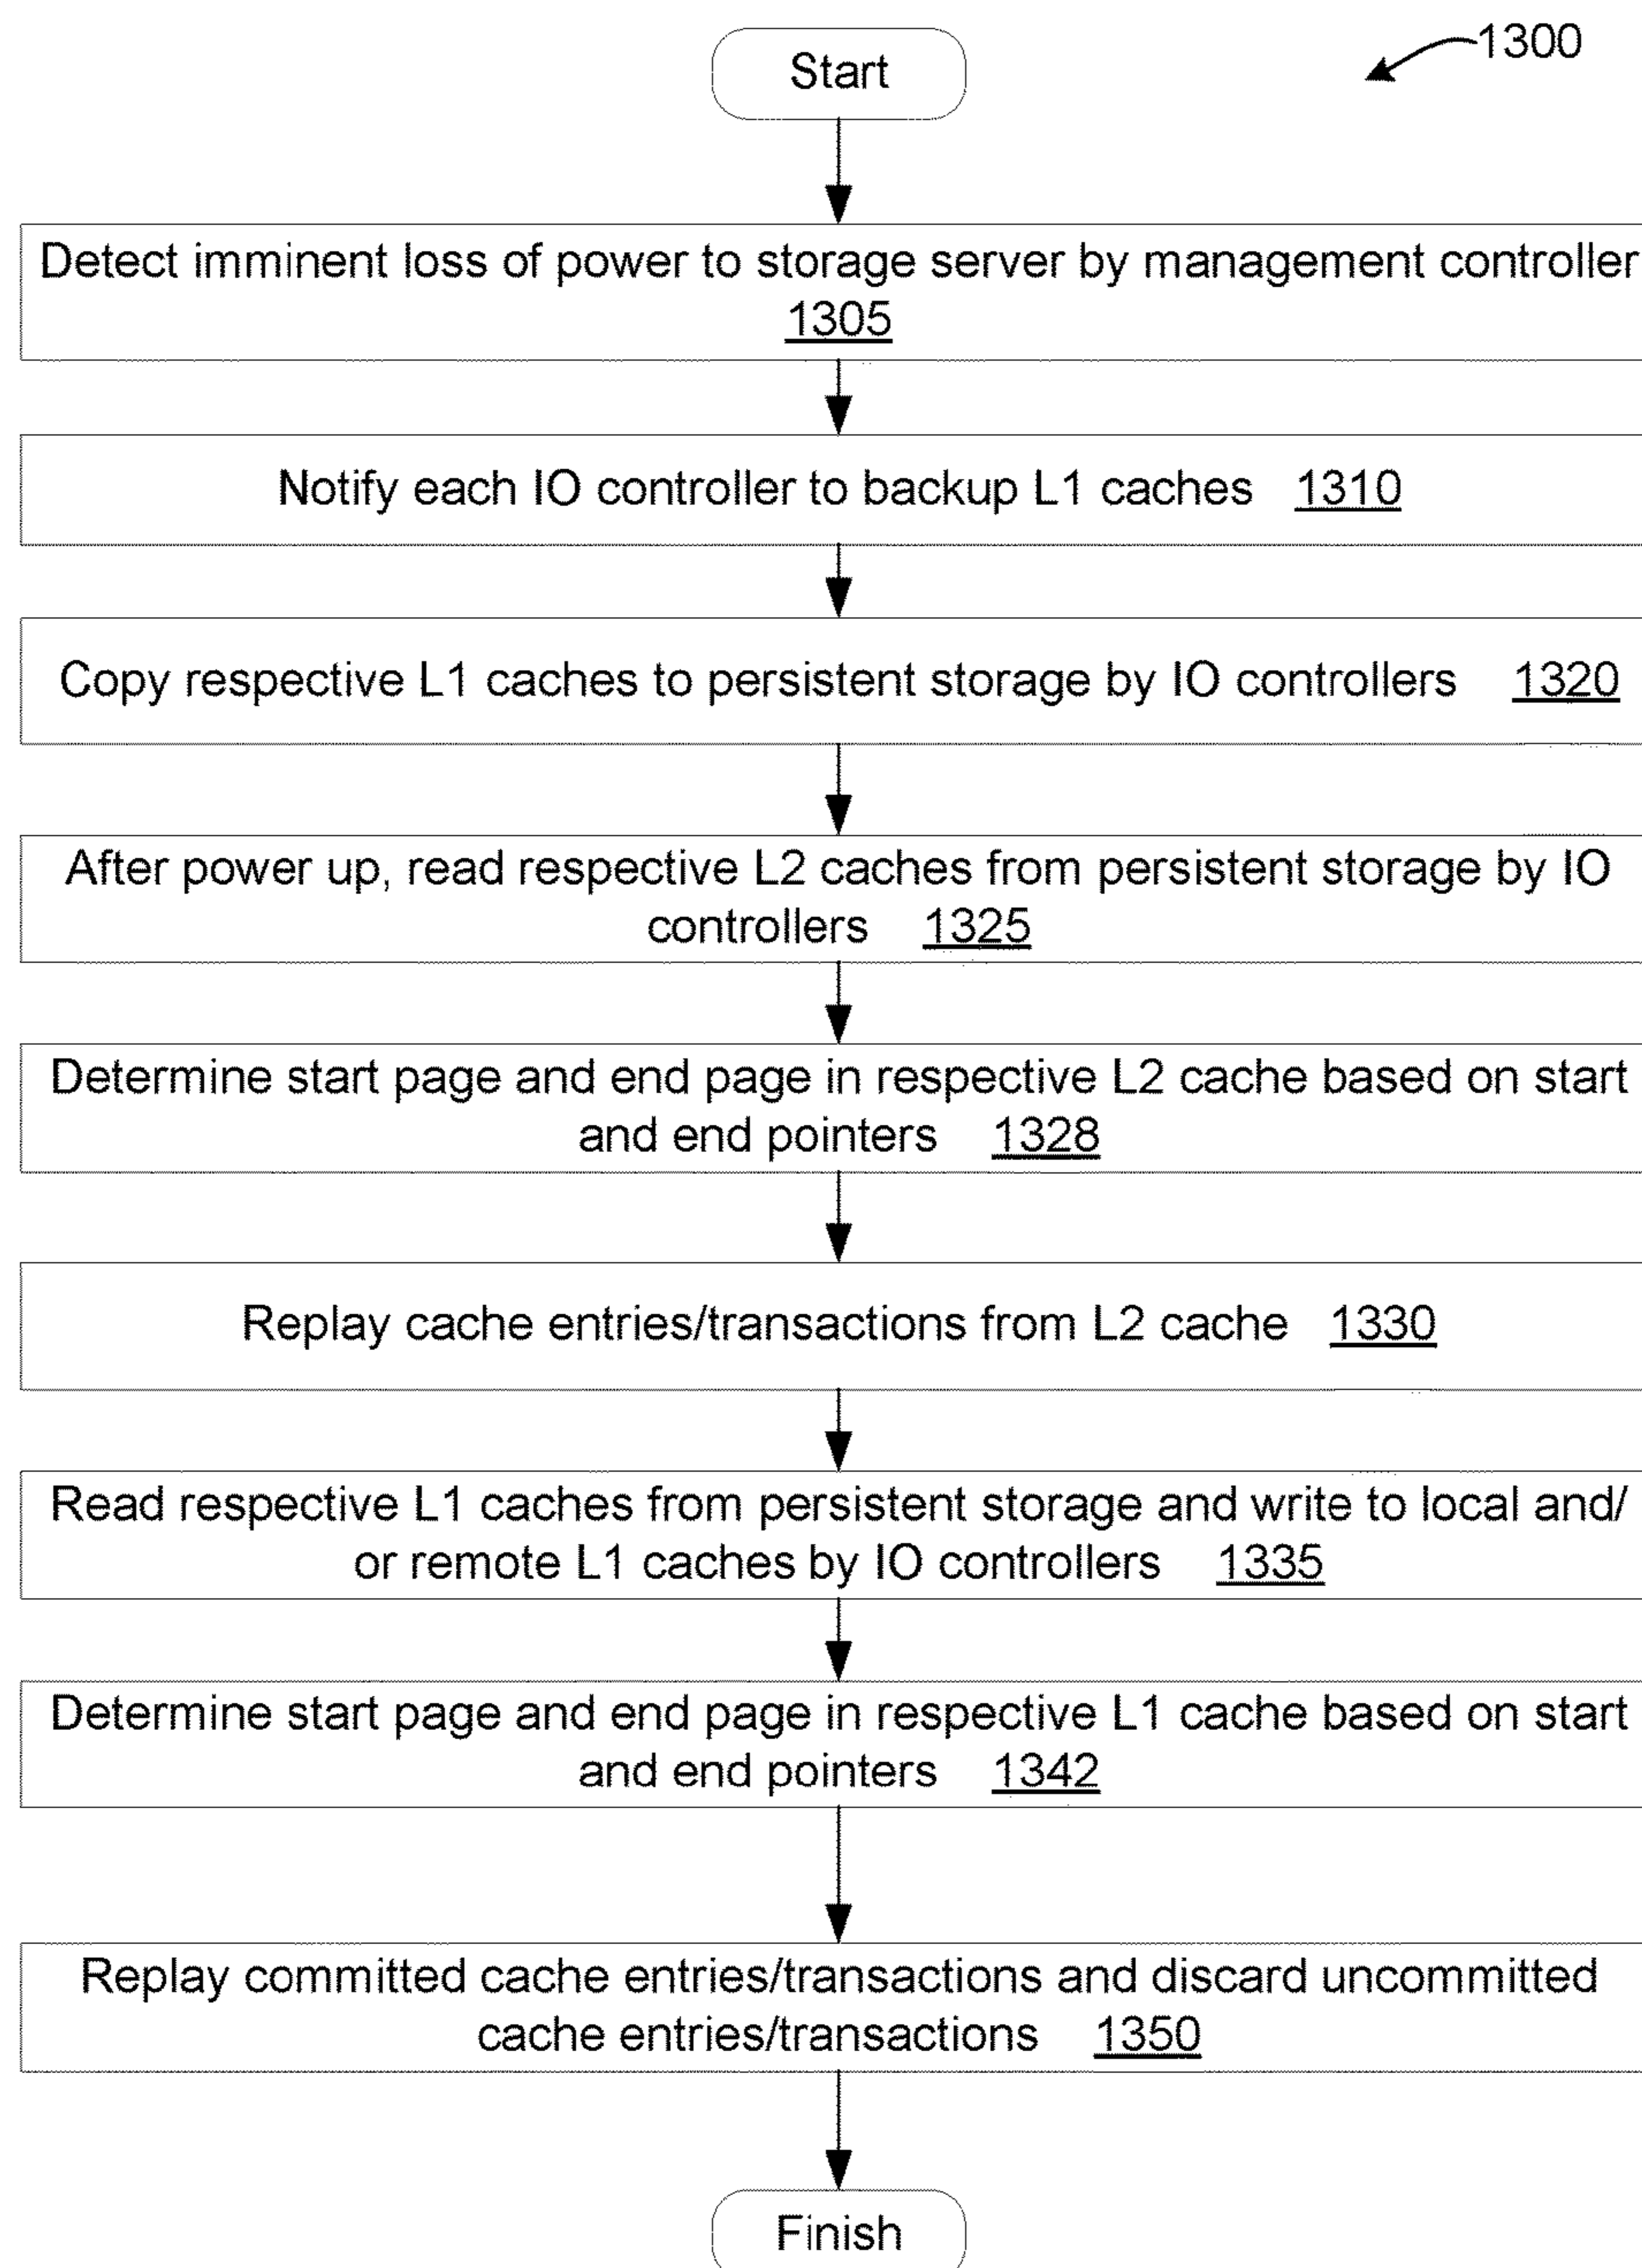 1300
Start
Detect imminent loss of power to storage server by management controller
1305
Notify each IO controller to backup L1 caches 1310
Copy respective L1 caches to persistent storage by IO controllers 1320
After power up, read respective L2 caches from persistent storage by IO
controllers 1325
Determine start page and end page in respective L2 cache based on start
and end pointers 1328
Replay cache entries/transactions from L2 cache 1330
Read respective L1 caches from persistent storage and write to local and/
or remote L1 caches by IO controllers 1335
Determine start page and end page in respective L1 cache based on start
and end pointers 1342
Replay committed cache entries/transactions and discard uncommitted
cache entries/transactions 1350
Finish